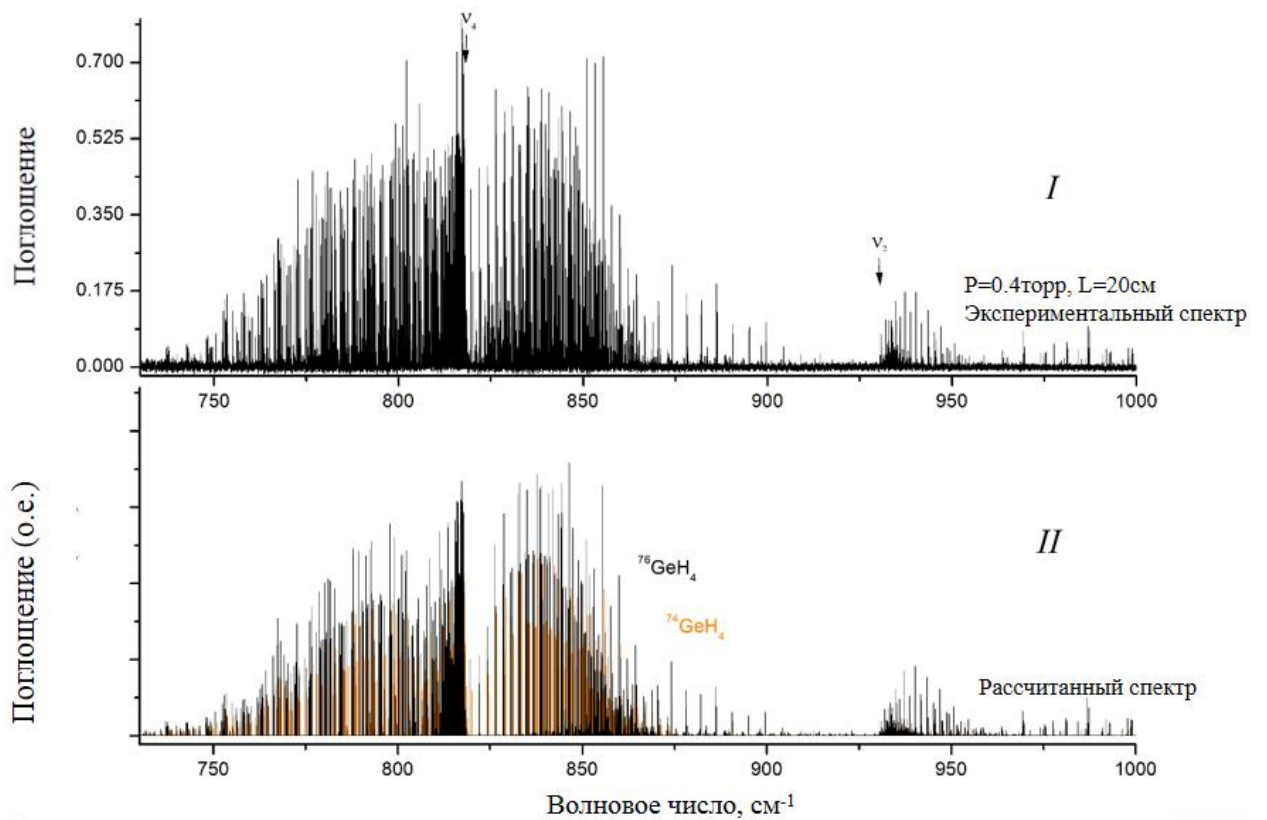 ν₄
0.700
0.525
0.350
0.175
0.000
Поглощение
I
ν₂
P=0.4торр, L=20см
Экспериментальный спектр
750
800
850
900
950
1000
Поглощение (о.е.)
II
⁷⁶GeH₄
⁷⁴GeH₄
Рассчитанный спектр
750
800
850
900
950
1000
Волновое число, см⁻¹